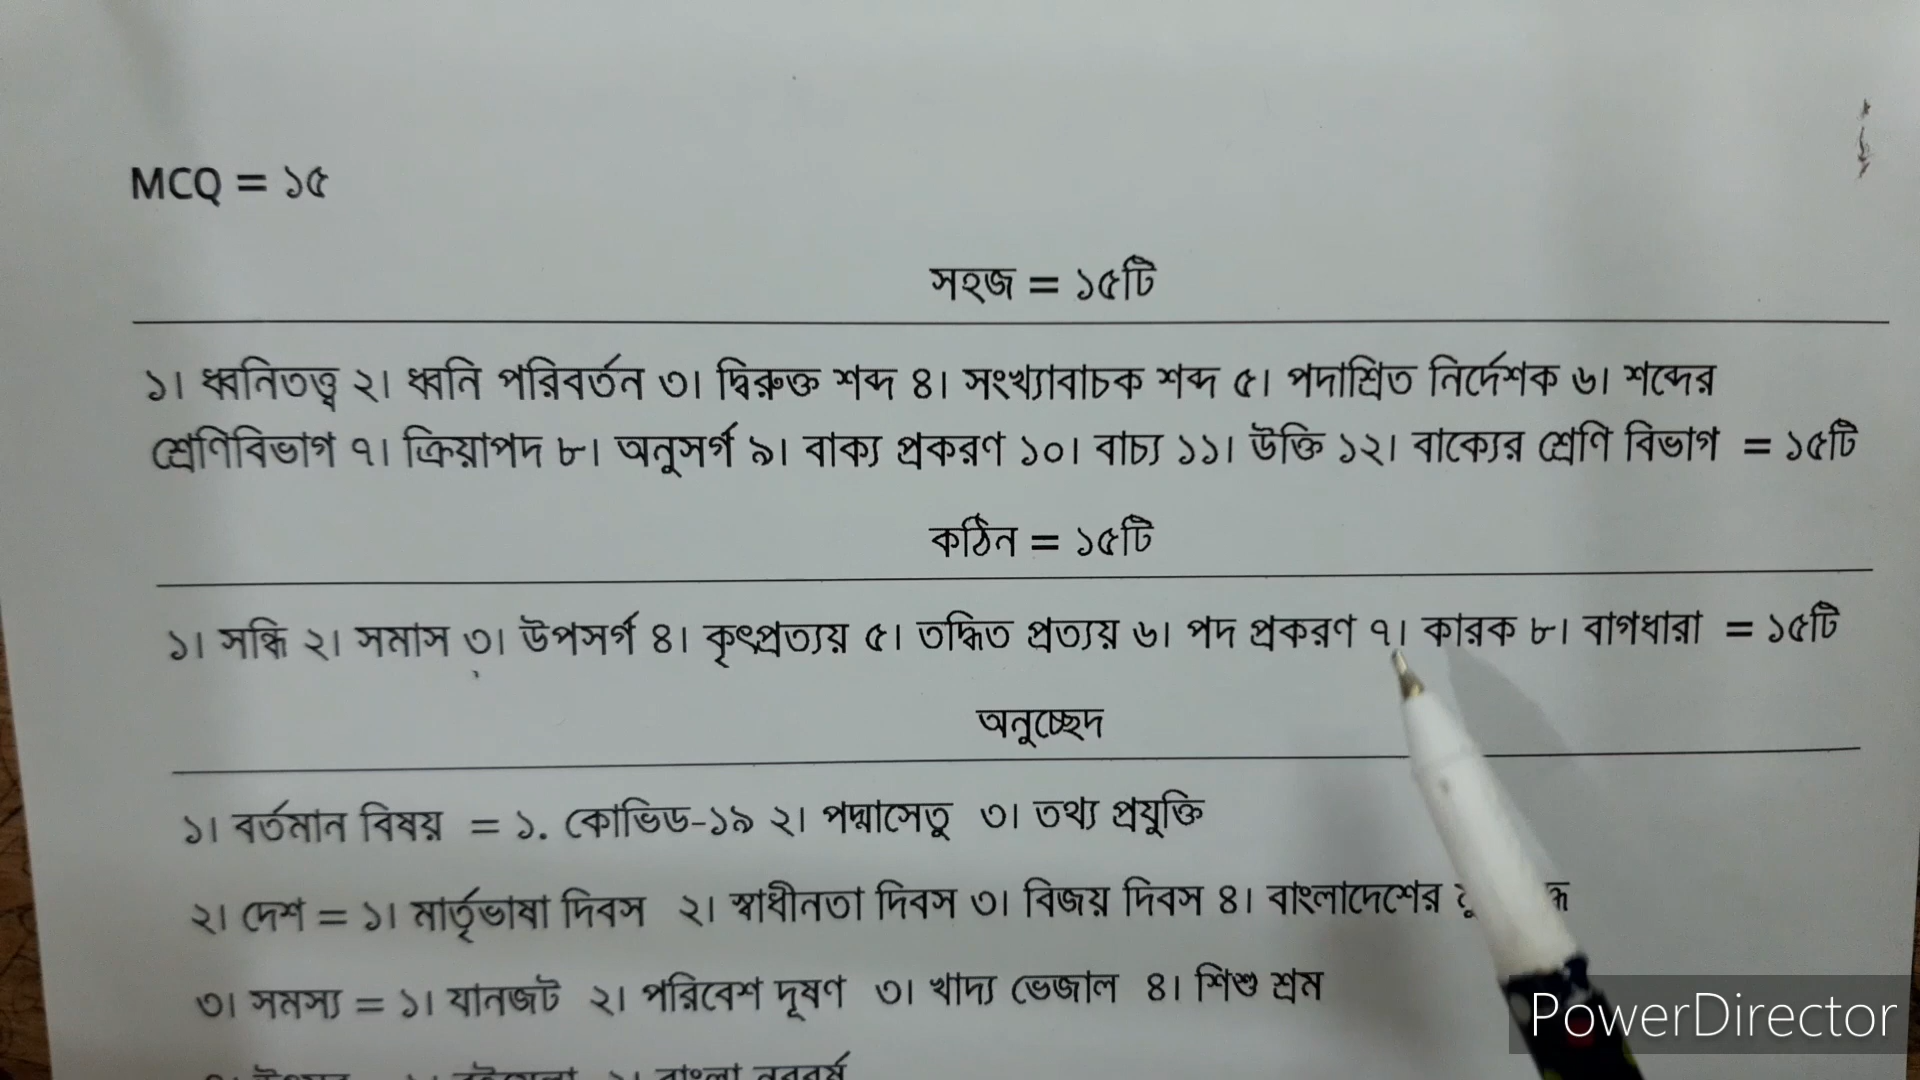 MCQ = ১৫
সহজ = ১৫টি
১। ধ্বনিতত্ত্ব ২। ধ্বনি পরিবর্তন ৩। দ্বিরুক্ত শব্দ ৪। সংখ্যাবাচক শব্দ ৫। পদাশ্রিত নির্দেশক ৬। শব্দের
শ্রেণিবিভাগ ৭। ক্রিয়াপদ ৮। অনুসর্গ ৯। বাক্য প্রকরণ ১০। বাচ্য ১১। উক্তি ১২। বাক্যের শ্রেণি বিভাগ = ১৫টি
কঠিন = ১৫টি
১। সন্ধি ২। সমাস ৩। উপসর্গ ৪। কৃৎপ্রত্যয় ৫। তদ্ধিত প্রত্যয় ৬। পদ প্রকরণ ৭। কারক ৮। বাগধারা = ১৫টি
অনুচ্ছেদ
১। বর্তমান বিষয় = ১. কোভিড-১৯ ২। পদ্মাসেতু ৩। তথ্য প্রযুক্তি
২। দেশ = ১। মার্তৃভাষা দিবস ২। স্বাধীনতা দিবস ৩। বিজয় দিবস ৪। বাংলাদেশের
৩। সমস্য = ১। যানজট ২। পরিবেশ দূষণ ৩। খাদ্য ভেজাল ৪। শিশু শ্রম
২। বাংলা নববর্ষ
PowerDirector